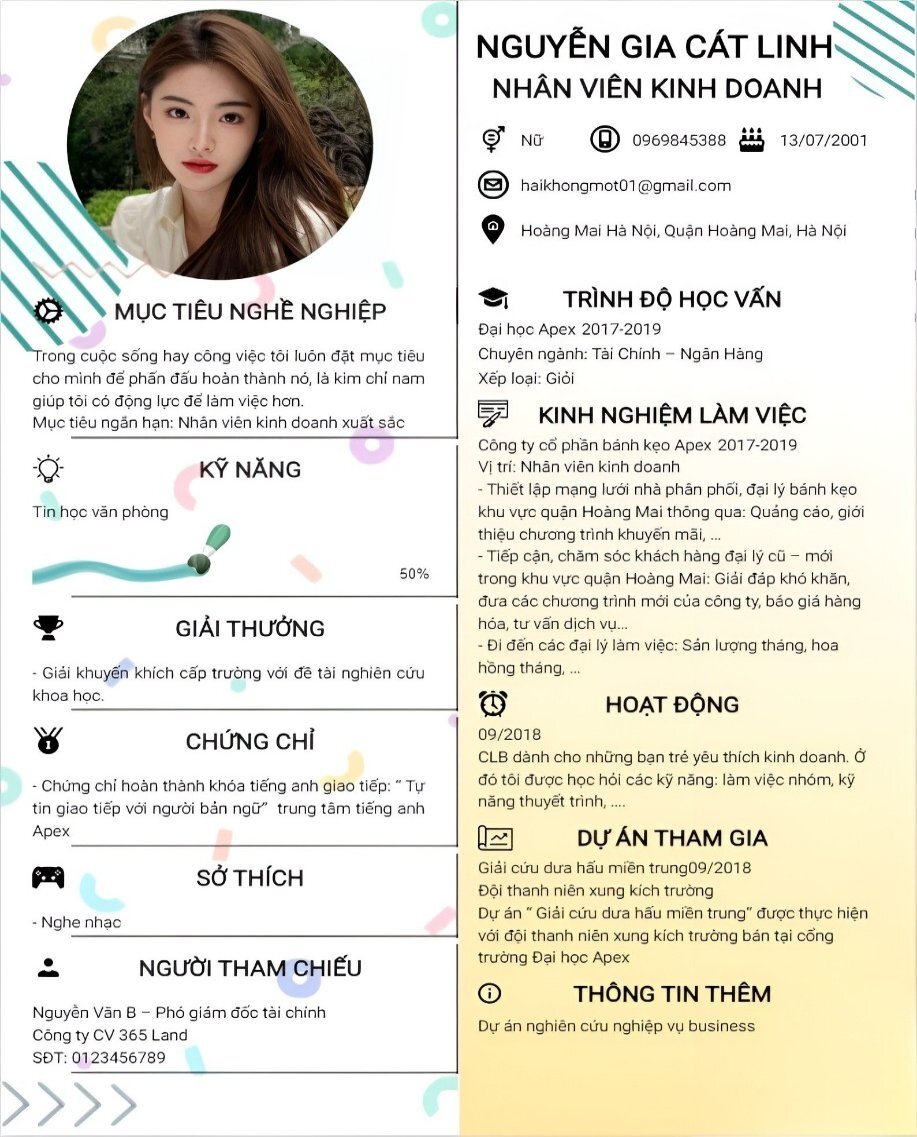 MỤC TIÊU NGHỀ NGHIỆP
Trong cuộc sống hay công việc tôi luôn đặt mục tiêu
cho mình để phấn đấu hoàn thành nó, là kim chỉ nam
giúp tôi có động lực để làm việc hơn.
Mục tiêu ngắn hạn: Nhân viên kinh doanh xuất sắc
KỸ NĂNG
Tin học văn phòng
50%
GIẢI THƯỞNG
- Giải khuyến khích cấp trường với đề tài nghiên cứu
khoa học.
CHỨNG CHỈ
- Chứng chỉ hoàn thành khóa tiếng anh giao tiếp: “ Tự
tin giao tiếp với người bản ngữ” trung tâm tiếng anh
Apex
SỞ THÍCH
- Nghe nhạc
NGƯỜI THAM CHIẾU
Nguyễn Văn B – Phó giám đốc tài chính
Công ty CV 365 Land
SĐT: 0123456789
NGUYỄN GIA CÁT LINH
NHÂN VIÊN KINH DOANH
Nữ 0969845388 13/07/2001
haikhongmot01@gmail.com
Hoàng Mai Hà Nội, Quận Hoàng Mai, Hà Nội
TRÌNH ĐỘ HỌC VẤN
Đại học Apex 2017-2019
Chuyên ngành: Tài Chính – Ngân Hàng
Xếp loại: Giỏi
KINH NGHIỆM LÀM VIỆC
Công ty cổ phần bánh kẹo Apex 2017-2019
Vị trí: Nhân viên kinh doanh
- Thiết lập mạng lưới nhà phân phối, đại lý bánh kẹo
khu vực quận Hoàng Mai thông qua: Quảng cáo, giới
thiệu chương trình khuyến mãi, ...
- Tiếp cận, chăm sóc khách hàng đại lý cũ – mới
trong khu vực quận Hoàng Mai: Giải đáp khó khăn,
đưa các chương trình mới của công ty, báo giá hàng
hóa, tư vấn dịch vụ...
- Đi đến các đại lý làm việc: Sản lượng tháng, hoa
hồng tháng, ...
HOẠT ĐỘNG
09/2018
CLB dành cho những bạn trẻ yêu thích kinh doanh. Ở
đó tôi được học hỏi các kỹ năng: làm việc nhóm, kỹ
năng thuyết trình, ....
DỰ ÁN THAM GIA
Giải cứu dưa hấu miền trung09/2018
Đội thanh niên xung kích trường
Dự án “ Giải cứu dưa hấu miền trung“ được thực hiện
với đội thanh niên xung kích trường bán tại cổng
trường Đại học Apex
THÔNG TIN THÊM
Dự án nghiên cứu nghiệp vụ business